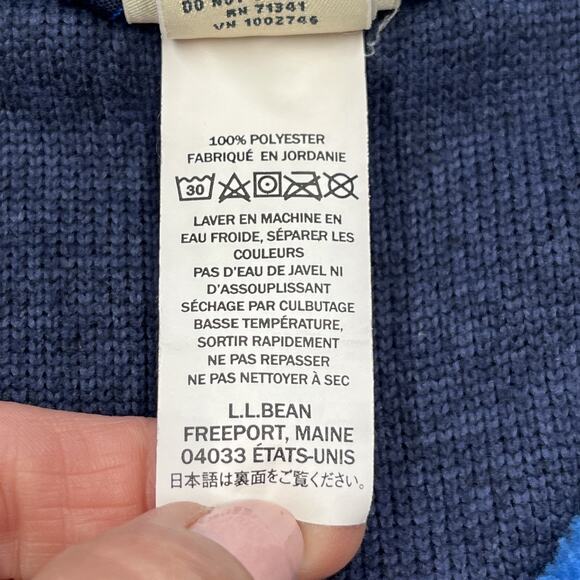 DO NOT
RN 71341
VN 1002746
100% POLYESTER
FABRIQUÉ EN JORDANIE
30
LAVER EN MACHINE EN
EAU FROIDE, SÉPARER LES
COULEURS
PAS D'EAU DE JAVEL NI
D'ASSOUPLISSANT
SÉCHAGE PAR CULBUTAGE
BASSE TEMPÉRATURE,
SORTIR RAPIDEMENT
NE PAS REPASSER
NE PAS NETTOYER À SEC
L.L.BEAN
FREEPORT, MAINE
04033 ÉTATS-UNIS
日本語は裏面をご覧ください。